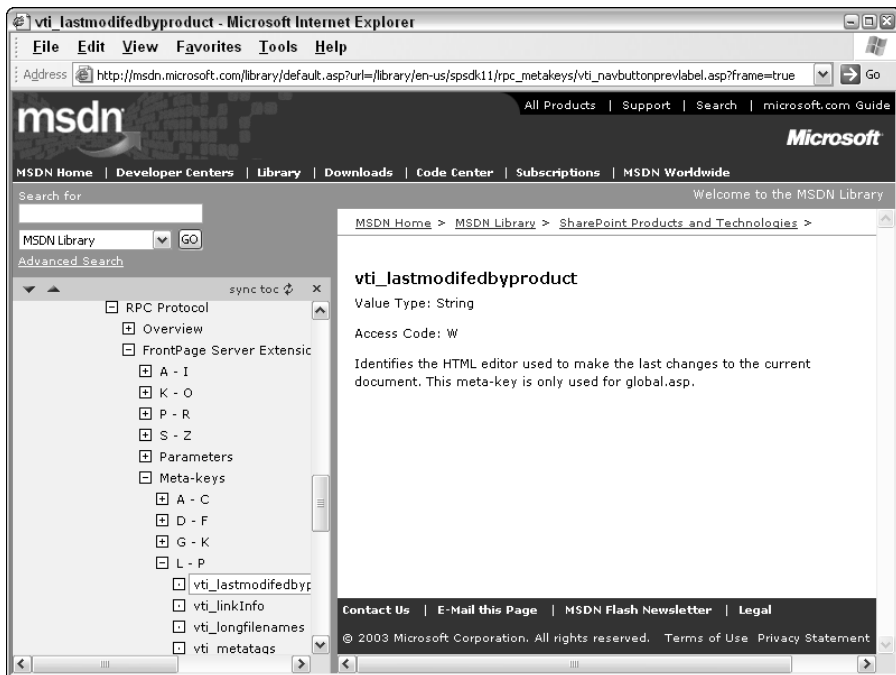 vti_lastmodifedbyproduct - Microsoft Internet Explorer
File Edit View Favorites Tools Help
Address http://msdn.microsoft.com/library/default.asp?url=/library/en-us/spsdk11/rpc_metakeys/vti_navbuttonprevlabel.asp?frame=true Go
msdn
All Products | Support | Search | microsoft.com Guide
Microsoft
MSDN Home | Developer Centers | Library | Downloads | Code Center | Subscriptions | MSDN Worldwide
Search for
Welcome to the MSDN Library
MSDN Library GO
Advanced Search
sync toc
RPC Protocol
Overview
FrontPage Server Extensic
A - I
K - O
P - R
S - Z
Parameters
Meta-keys
A - C
D - F
G - K
L - P
vti_lastmodifedbyp
vti_linkInfo
vti_longfilenames
vti_metatags
MSDN Home > MSDN Library > SharePoint Products and Technologies >
vti_lastmodifedbyproduct
Value Type: String
Access Code: W
Identifies the HTML editor used to make the last changes to the current
document. This meta-key is only used for global.asp.
Contact Us | E-Mail this Page | MSDN Flash Newsletter | Legal
© 2003 Microsoft Corporation. All rights reserved. Terms of Use Privacy Statement